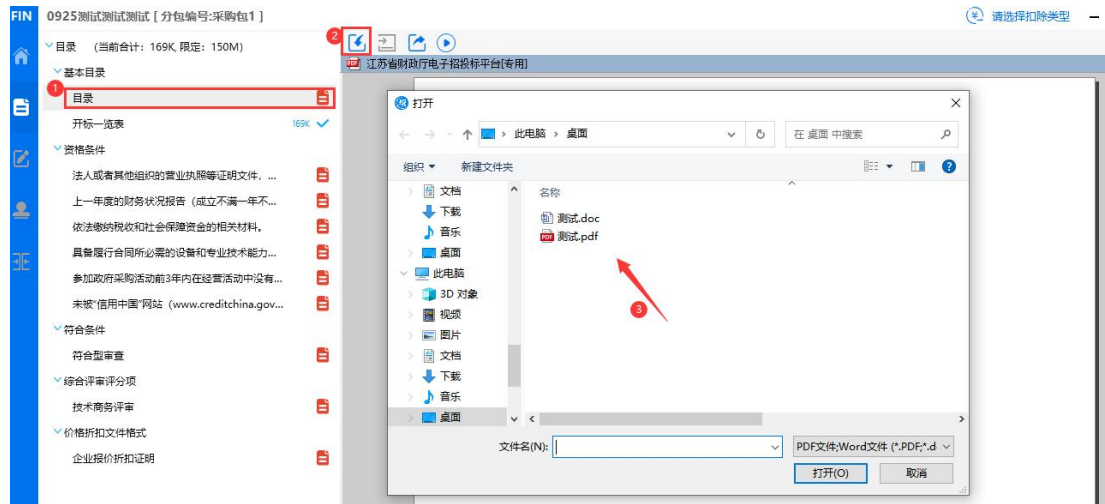 FIN 0925测试测试测试 [ 分包编号:采购包1 ] 请选择扣除类型
目录 (当前合计: 169K, 限定: 150M)
基本目录
1
目录
开标一览表 169K
资格条件
法人或者其他组织的营业执照等证明文件, ...
上一年度的财务状况报告 (成立不满一年不...
依法缴纳税收和社会保障资金的相关材料。
具备履行合同所必需的设备和专业技术能力...
参加政府采购活动前3年内在经营活动中没有...
未被"信用中国"网站 (www.creditchina.gov...
符合条件
符合型审查
综合评审评分项
技术商务评审
价格折扣文件格式
企业报价折扣证明
2
江苏省财政厅电子招投标平台[专用]
打开
此电脑 › 桌面
在 桌面 中搜索
组织 新建文件夹
文档
下载
音乐
桌面
此电脑
3D 对象
视频
图片
文档
下载
音乐
桌面
名称
测试.doc
测试.pdf
3
文件名(N):
PDF文件;Word文件 (*.PDF;*.d
打开(O) 取消